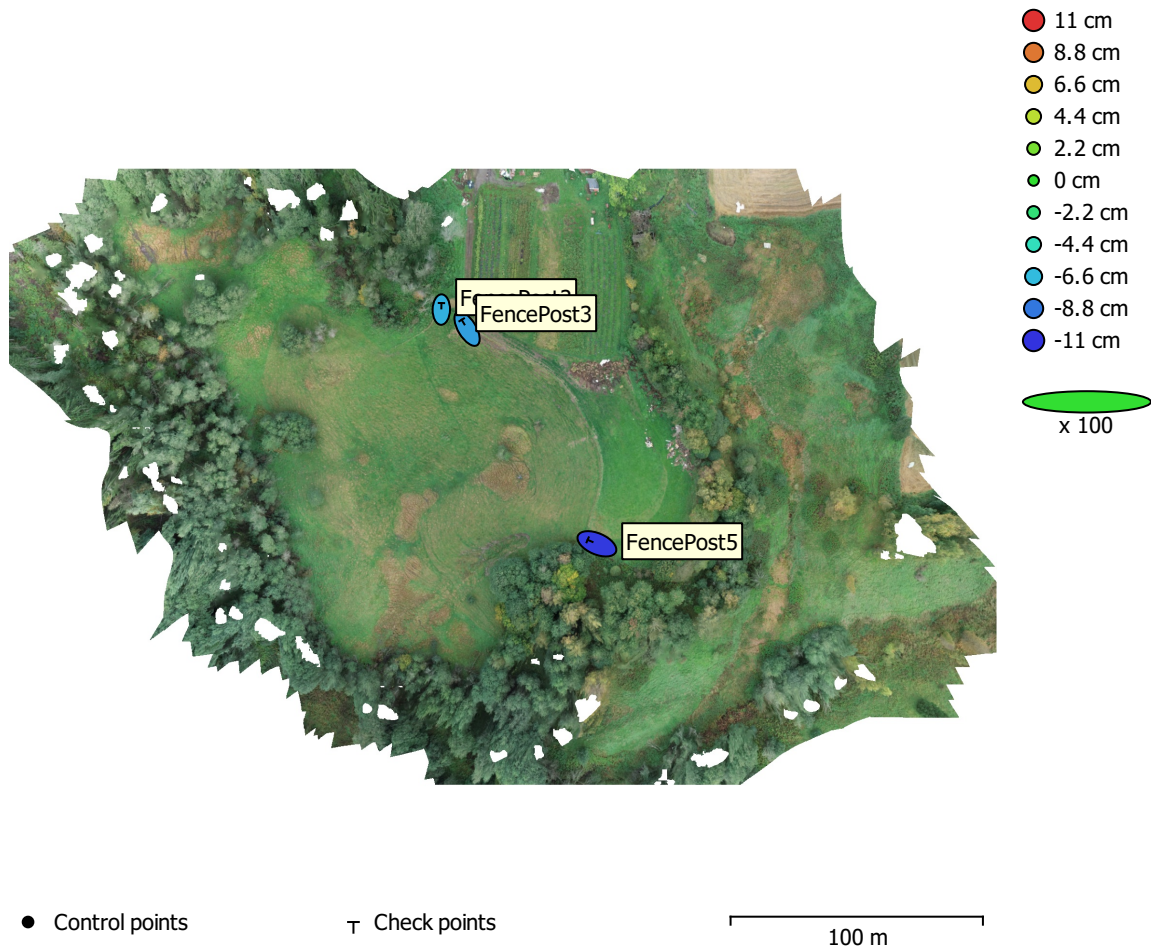 11 cm
8.8 cm
6.6 cm
4.4 cm
2.2 cm
0 cm
-2.2 cm
-4.4 cm
-6.6 cm
-8.8 cm
-11 cm
x 100
FencePost3
FencePost5
Control points
Check points
100 m